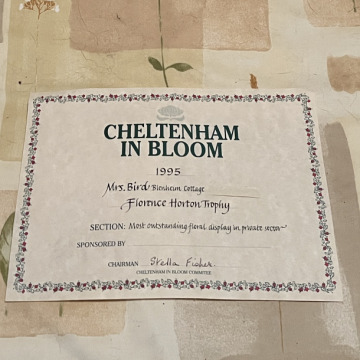 CHELTENHAM
IN BLOOM
1995
Mrs. Bird Blenheim Cottage
Florence Horton Trophy
SECTION: Most outstanding floral display in private sector
SPONSORED BY
CHAIRMAN Stella Fisher
CHELTENHAM IN BLOOM COMMITTEE